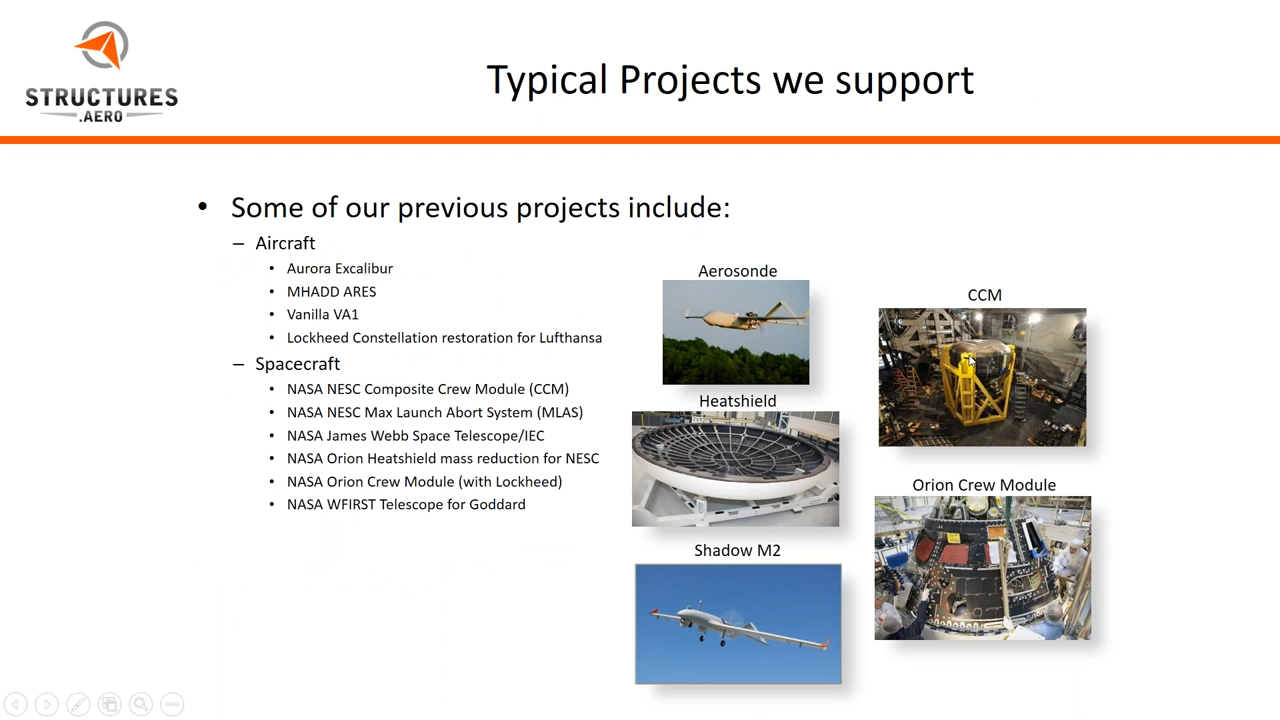 STRUCTURES
.AERO
Typical Projects we support
• Some of our previous projects include:
– Aircraft
• Aurora Excalibur
• MHADD ARES
• Vanilla VA1
• Lockheed Constellation restoration for Lufthansa
– Spacecraft
• NASA NESC Composite Crew Module (CCM)
• NASA NESC Max Launch Abort System (MLAS)
• NASA James Webb Space Telescope/IEC
• NASA Orion Heatshield mass reduction for NESC
• NASA Orion Crew Module (with Lockheed)
• NASA WFIRST Telescope for Goddard
Aerosonde
CCM
Heatshield
Orion Crew Module
Shadow M2